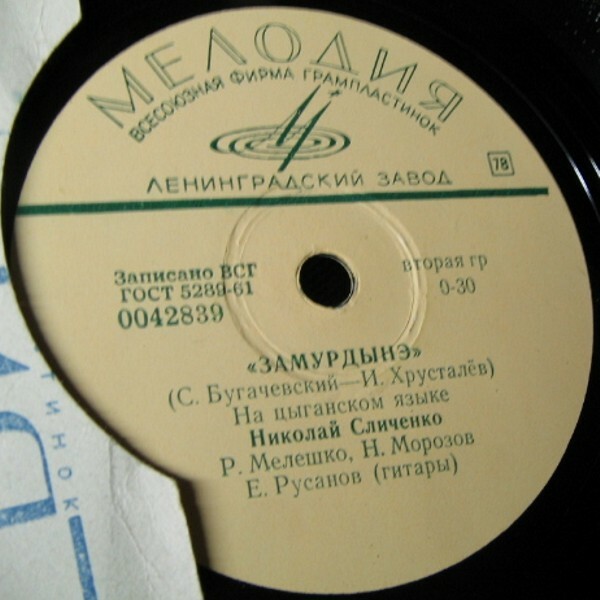 МЕЛОДИЯ
ВСЕСОЮЗНАЯ ФИРМА ГРАМПЛАСТИНОК
ЛЕНИНГРАДСКИЙ ЗАВОД
78
Записано ВСГ
ГОСТ 5289-61
0042839
вторая гр
0-30
«ЗАМУРДЫНЭ»
(С. Бугачевский—И. Хрусталёв)
На цыганском языке
Николай Сличенко
Р. Мелешко, Н. Морозов
Е. Русанов (гитары)